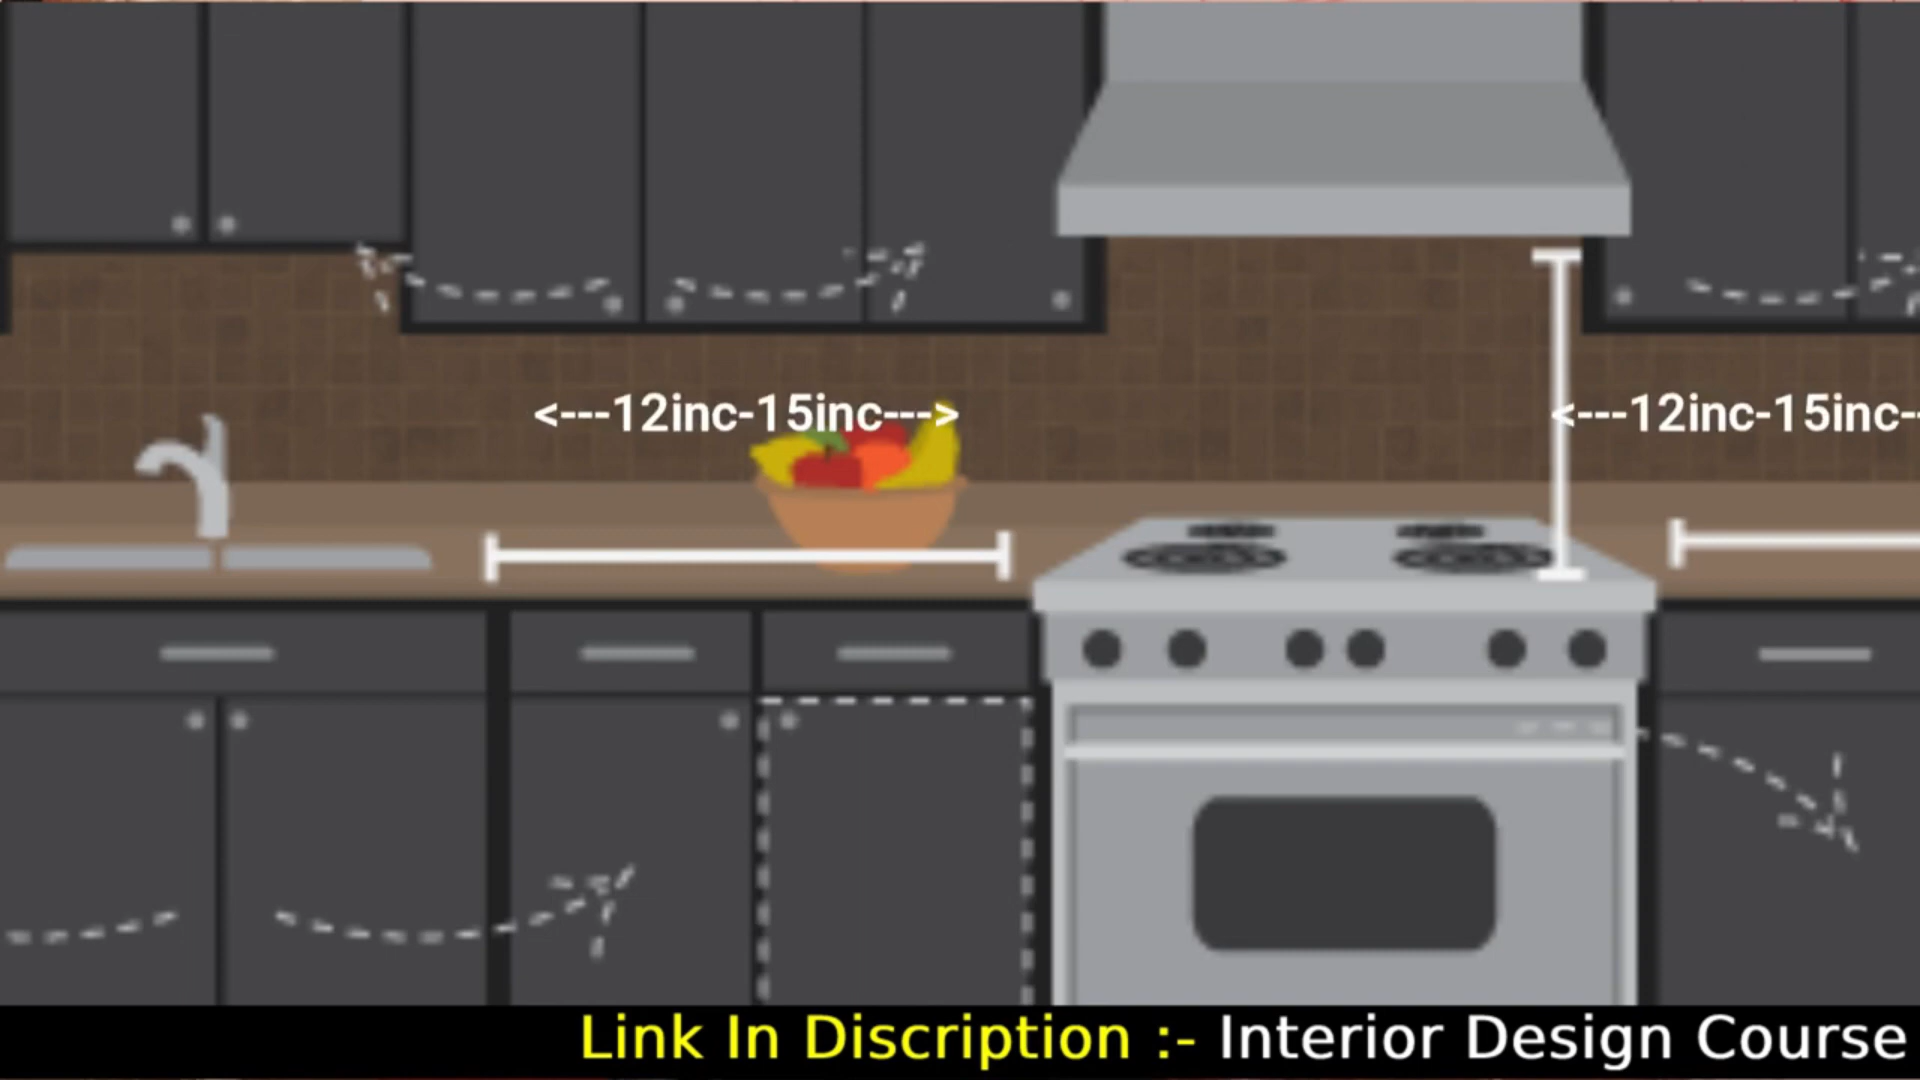 <---12inc-15inc---> <---12inc-15inc--
Link In Discription :- Interior Design Course